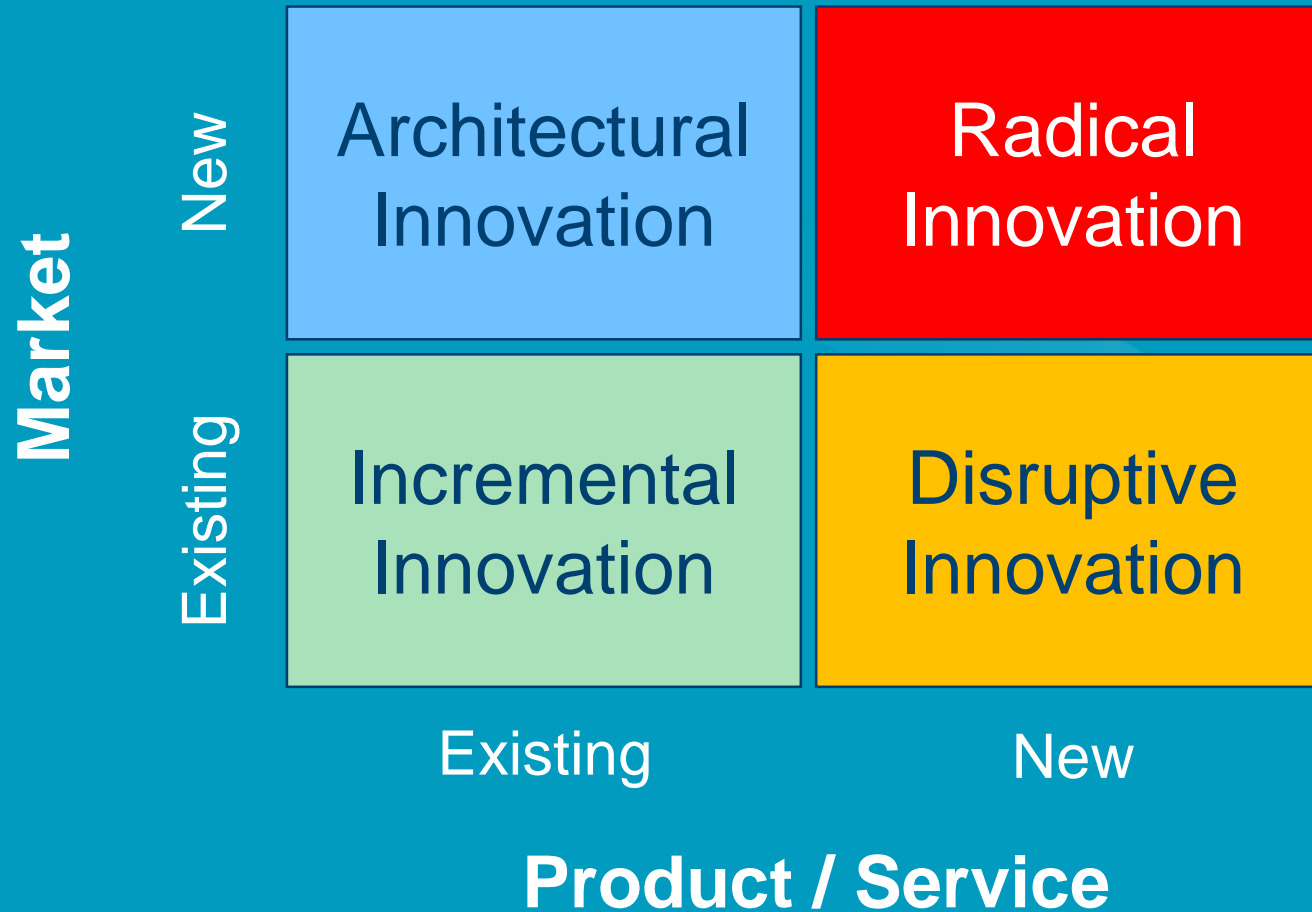 Market
New
Architectural
Innovation
Radical
Innovation
Existing
Incremental
Innovation
Disruptive
Innovation
Existing
New
Product / Service